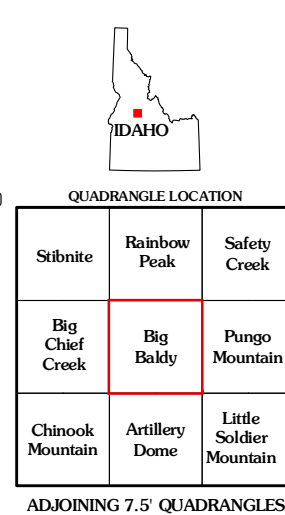 IDAHO
QUADRANGLE LOCATION
Stibnite
Rainbow
Peak
Safety
Creek
Big
Chief
Creek
Big
Baldy
Pungo
Mountain
Chinook
Mountain
Artillery
Dome
Little
Soldier
Mountain
ADJOINING 7.5' QUADRANGLES